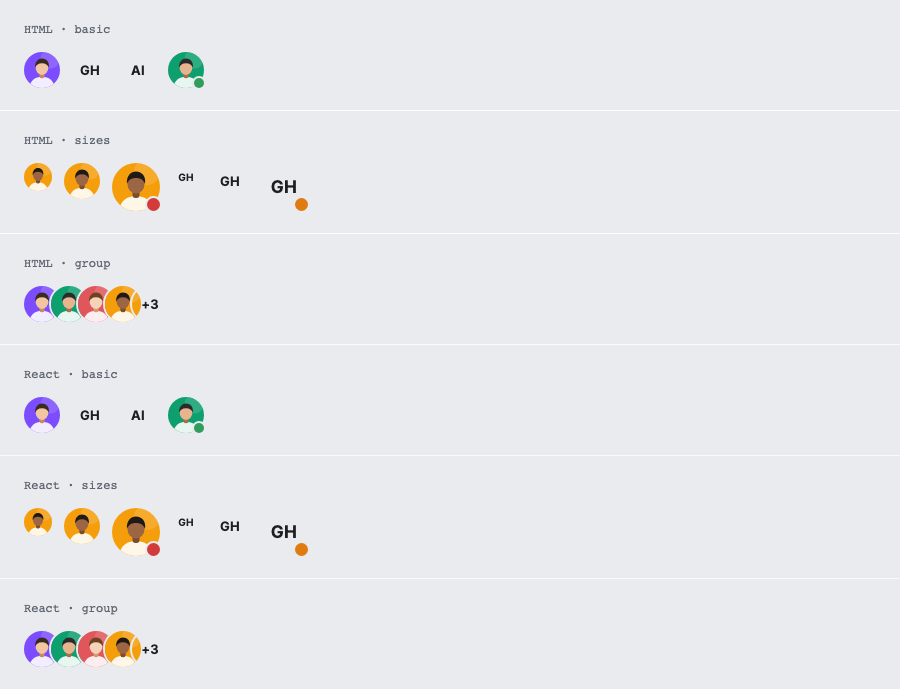 HTML · basic
GH AI
HTML · sizes
GH GH GH
HTML · group
+3
React · basic
GH AI
React · sizes
GH GH GH
React · group
+3